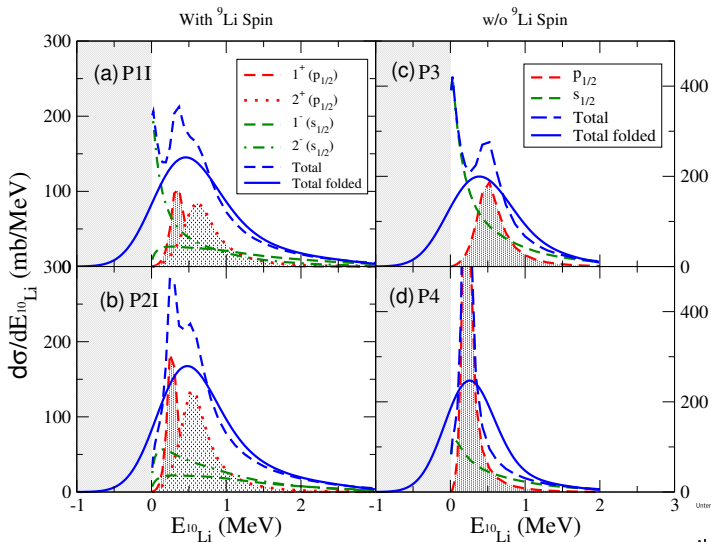 With ⁹Li Spin
w/o ⁹Li Spin
(a) P1I
1⁺ (p1/2)
2⁺ (p1/2)
1⁻ (s1/2)
2⁻ (s1/2)
Total
Total folded
(c) P3
p1/2
s1/2
Total
Total folded
(b) P2I
(d) P4
300
200
100
0
300
200
100
0
400
200
0
400
200
0
dσ/dE10Li (mb/MeV)
-1 0 1 2
-1 0 1 2 3
E10Li (MeV)
E10Li (MeV)
Unter